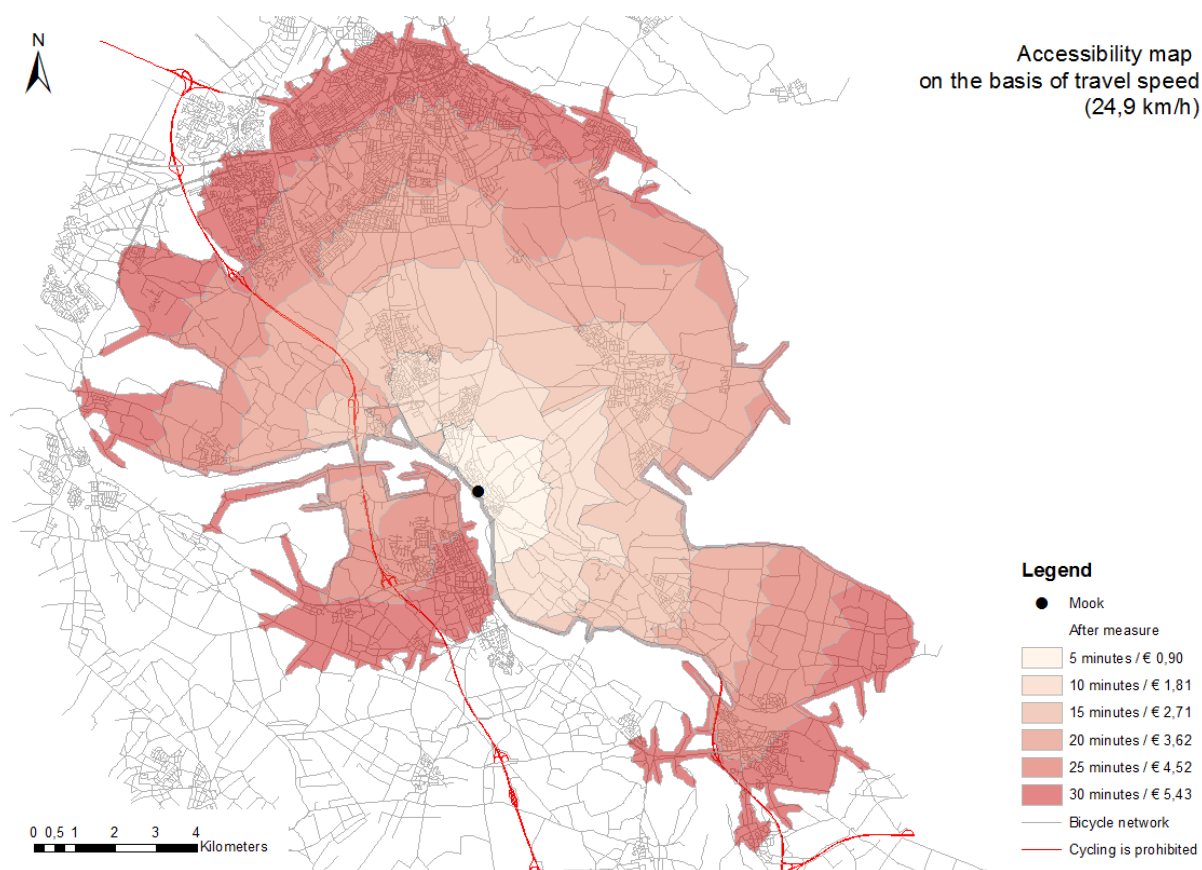 N
Accessibility map
on the basis of travel speed
(24,9 km/h)
Legend
Mook
After measure
5 minutes / € 0,90
10 minutes / € 1,81
15 minutes / € 2,71
20 minutes / € 3,62
25 minutes / € 4,52
30 minutes / € 5,43
Bicycle network
Cycling is prohibited
0 0,5 1 2 3 4
Kilometers